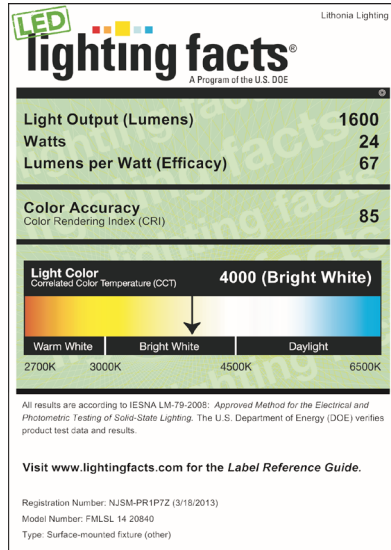 Lithonia Lighting
LED
lighting facts®
A Program of the U.S. DOE
Light Output (Lumens) 1600
Watts 24
Lumens per Watt (Efficacy) 67
Color Accuracy
Color Rendering Index (CRI) 85
Light Color
Correlated Color Temperature (CCT) 4000 (Bright White)
Warm White Bright White Daylight
2700K 3000K 4500K 6500K
All results are according to IESNA LM-79-2008: Approved Method for the Electrical and
Photometric Testing of Solid-State Lighting. The U.S. Department of Energy (DOE) verifies
product test data and results.
Visit www.lightingfacts.com for the Label Reference Guide.
Registration Number: NJSM-PR1P7Z (3/18/2013)
Model Number: FMLSL 14 20840
Type: Surface-mounted fixture (other)